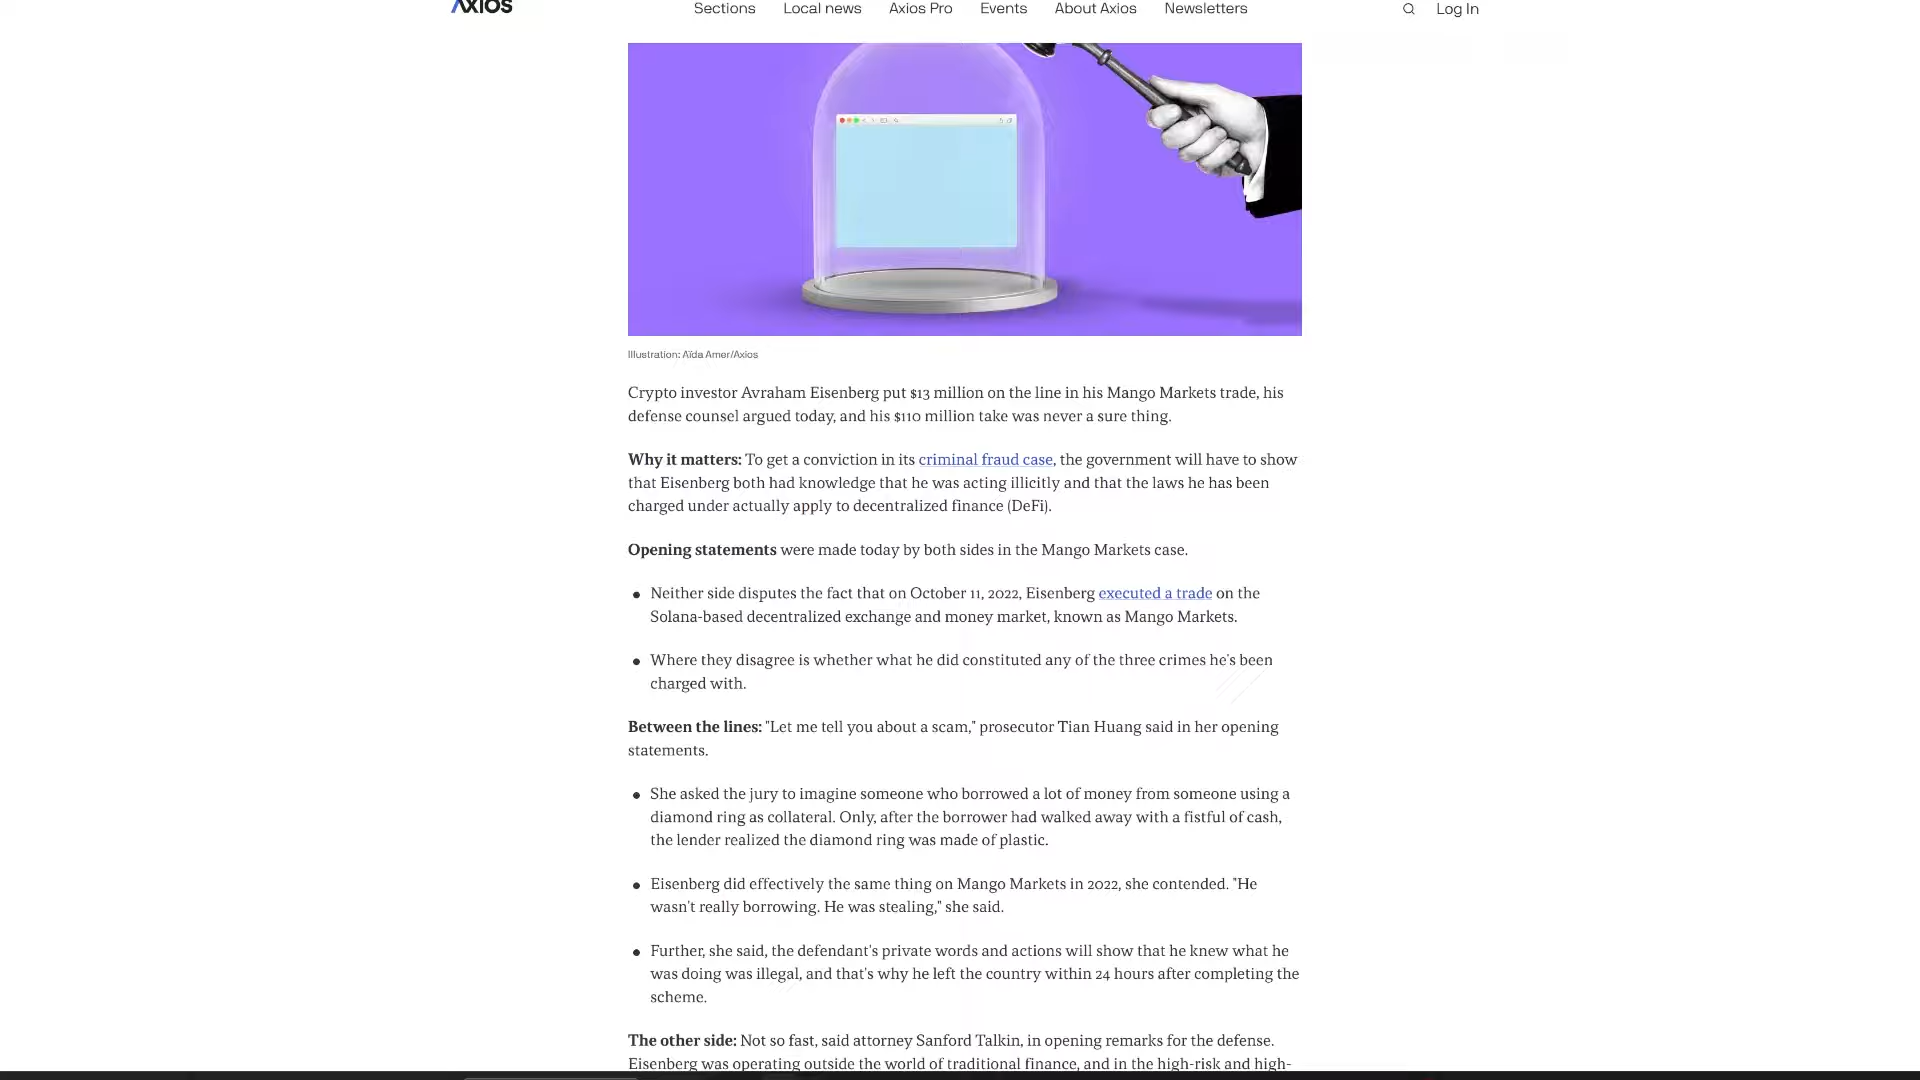 AXIOS
Sections Local news Axios Pro Events About Axios Newsletters Log In
Illustration: Aïda Amer/Axios
Crypto investor Avraham Eisenberg put $13 million on the line in his Mango Markets trade, his
defense counsel argued today, and his $110 million take was never a sure thing.
Why it matters: To get a conviction in its criminal fraud case, the government will have to show
that Eisenberg both had knowledge that he was acting illicitly and that the laws he has been
charged under actually apply to decentralized finance (DeFi).
Opening statements were made today by both sides in the Mango Markets case.
Neither side disputes the fact that on October 11, 2022, Eisenberg executed a trade on the
Solana-based decentralized exchange and money market, known as Mango Markets.
Where they disagree is whether what he did constituted any of the three crimes he's been
charged with.
Between the lines: "Let me tell you about a scam," prosecutor Tian Huang said in her opening
statements.
She asked the jury to imagine someone who borrowed a lot of money from someone using a
diamond ring as collateral. Only, after the borrower had walked away with a fistful of cash,
the lender realized the diamond ring was made of plastic.
Eisenberg did effectively the same thing on Mango Markets in 2022, she contended. "He
wasn't really borrowing. He was stealing," she said.
Further, she said, the defendant's private words and actions will show that he knew what he
was doing was illegal, and that's why he left the country within 24 hours after completing the
scheme.
The other side: Not so fast, said attorney Sanford Talkin, in opening remarks for the defense.
Eisenberg was operating outside the world of traditional finance, and in the high-risk and high-